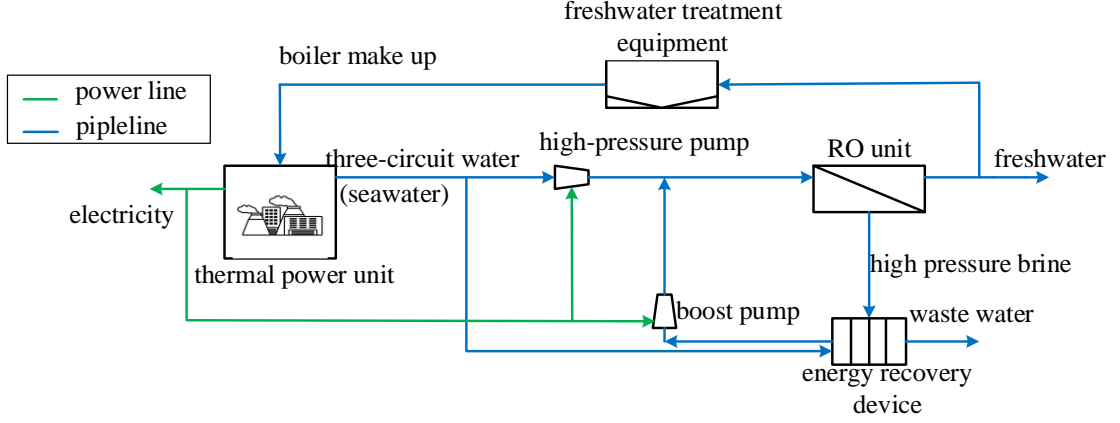 freshwater treatment
equipment
boiler make up
power line
pipleline
three-circuit water
(seawater)
high-pressure pump
RO unit
freshwater
electricity
thermal power unit
high pressure brine
boost pump
waste water
energy recovery
device